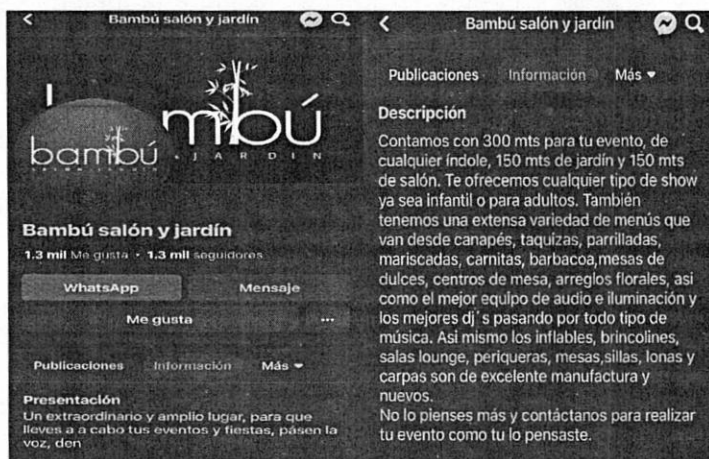 Bambú salón y jardín
mbú
& JARDIN
bambú
SALON & JARDIN
Bambú salón y jardín
1.3 mil Me gusta • 1.3 mil seguidores
WhatsApp
Mensaje
Me gusta
...
Publicaciones
Información
Más
Presentación
Un extraordinario y amplio lugar, para que
lleves a a cabo tus eventos y fiestas, pásen la
voz, den
Bambú salón y jardín
Publicaciones
Información
Más
Descripción
Contamos con 300 mts para tu evento, de
cualquier índole, 150 mts de jardín y 150 mts
de salón. Te ofrecemos cualquier tipo de show
ya sea infantil o para adultos. También
tenemos una extensa variedad de menús que
van desde canapés, taquizas, parrilladas,
mariscadas, carnitas, barbacoa,mesas de
dulces, centros de mesa, arreglos florales, asi
como el mejor equipo de audio e iluminación y
los mejores dj´s pasando por todo tipo de
música. Asi mismo los inflables, brincolines,
salas lounge, periqueras, mesas,sillas, lonas y
carpas son de excelente manufactura y
nuevos.
No lo pienses más y contáctanos para realizar
tu evento como tu lo pensaste.